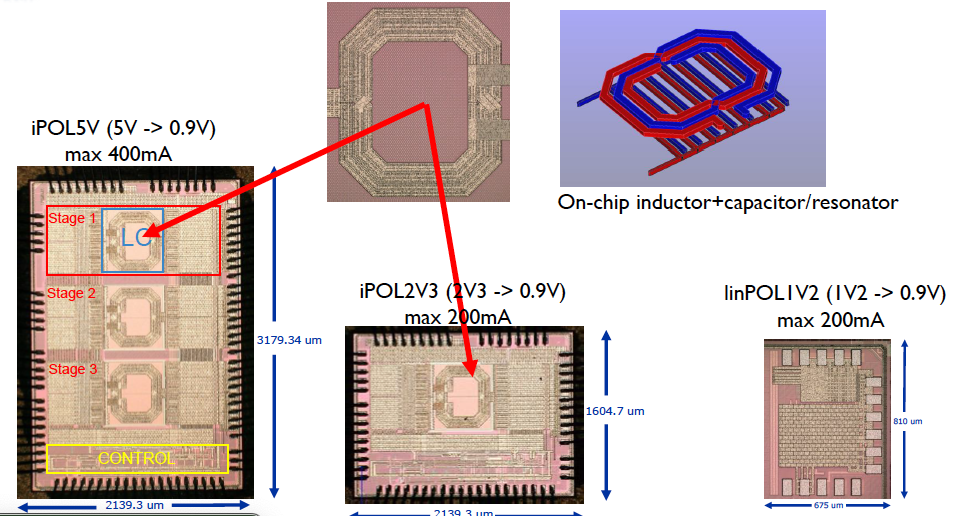 iPOL5V (5V -> 0.9V)
max 400mA
Stage 1
LC
Stage 2
Stage 3
CONTROL
3179.34 um
2139.3 um
On-chip inductor+capacitor/resonator
iPOL2V3 (2V3 -> 0.9V)
max 200mA
1604.7 um
2139.3 um
linPOL1V2 (1V2 -> 0.9V)
max 200mA
810 um
675 um